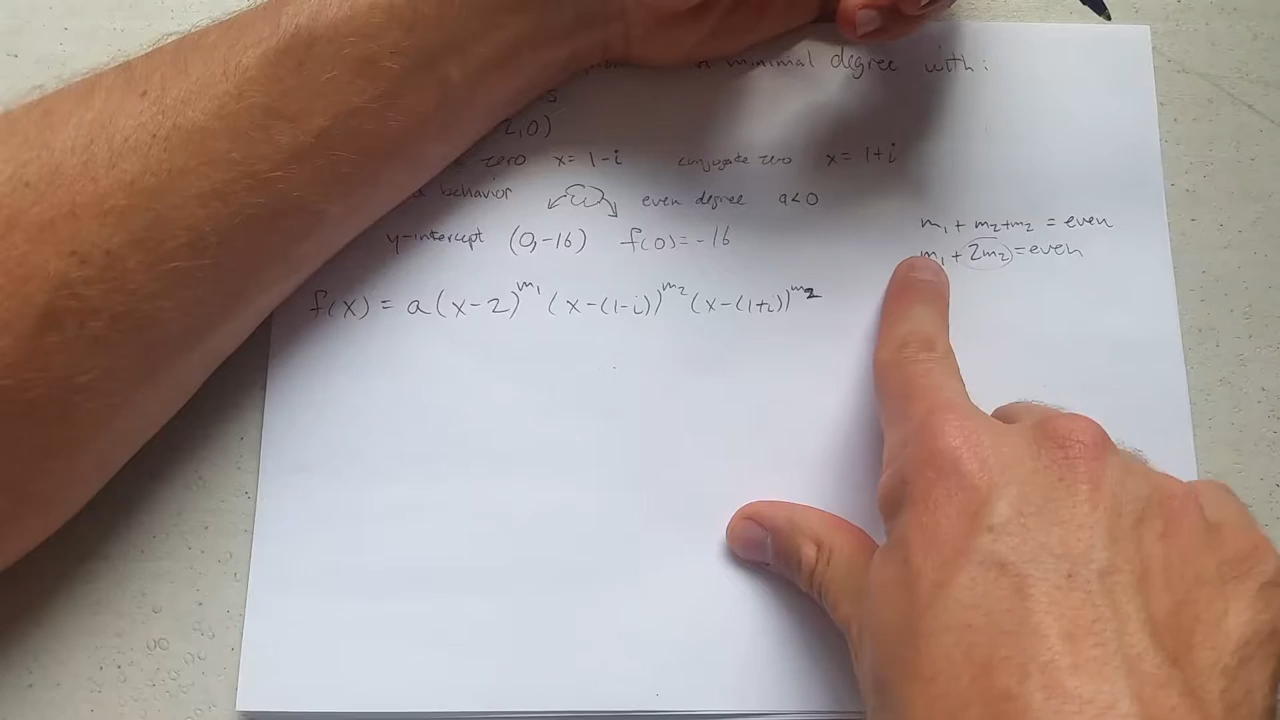 minimal degree with:
s
2,0)
zero x = 1-i conjugate zero x = 1+i
behavior even degree a<0
y-intercept (0,-16) f(0) = -16
m₁ + m₂+m₂ = even
m₁ + 2m₂ = even
f(x) = a(x-2)^m₁ (x-(1-i))^m₂ (x-(1+i))^m₂